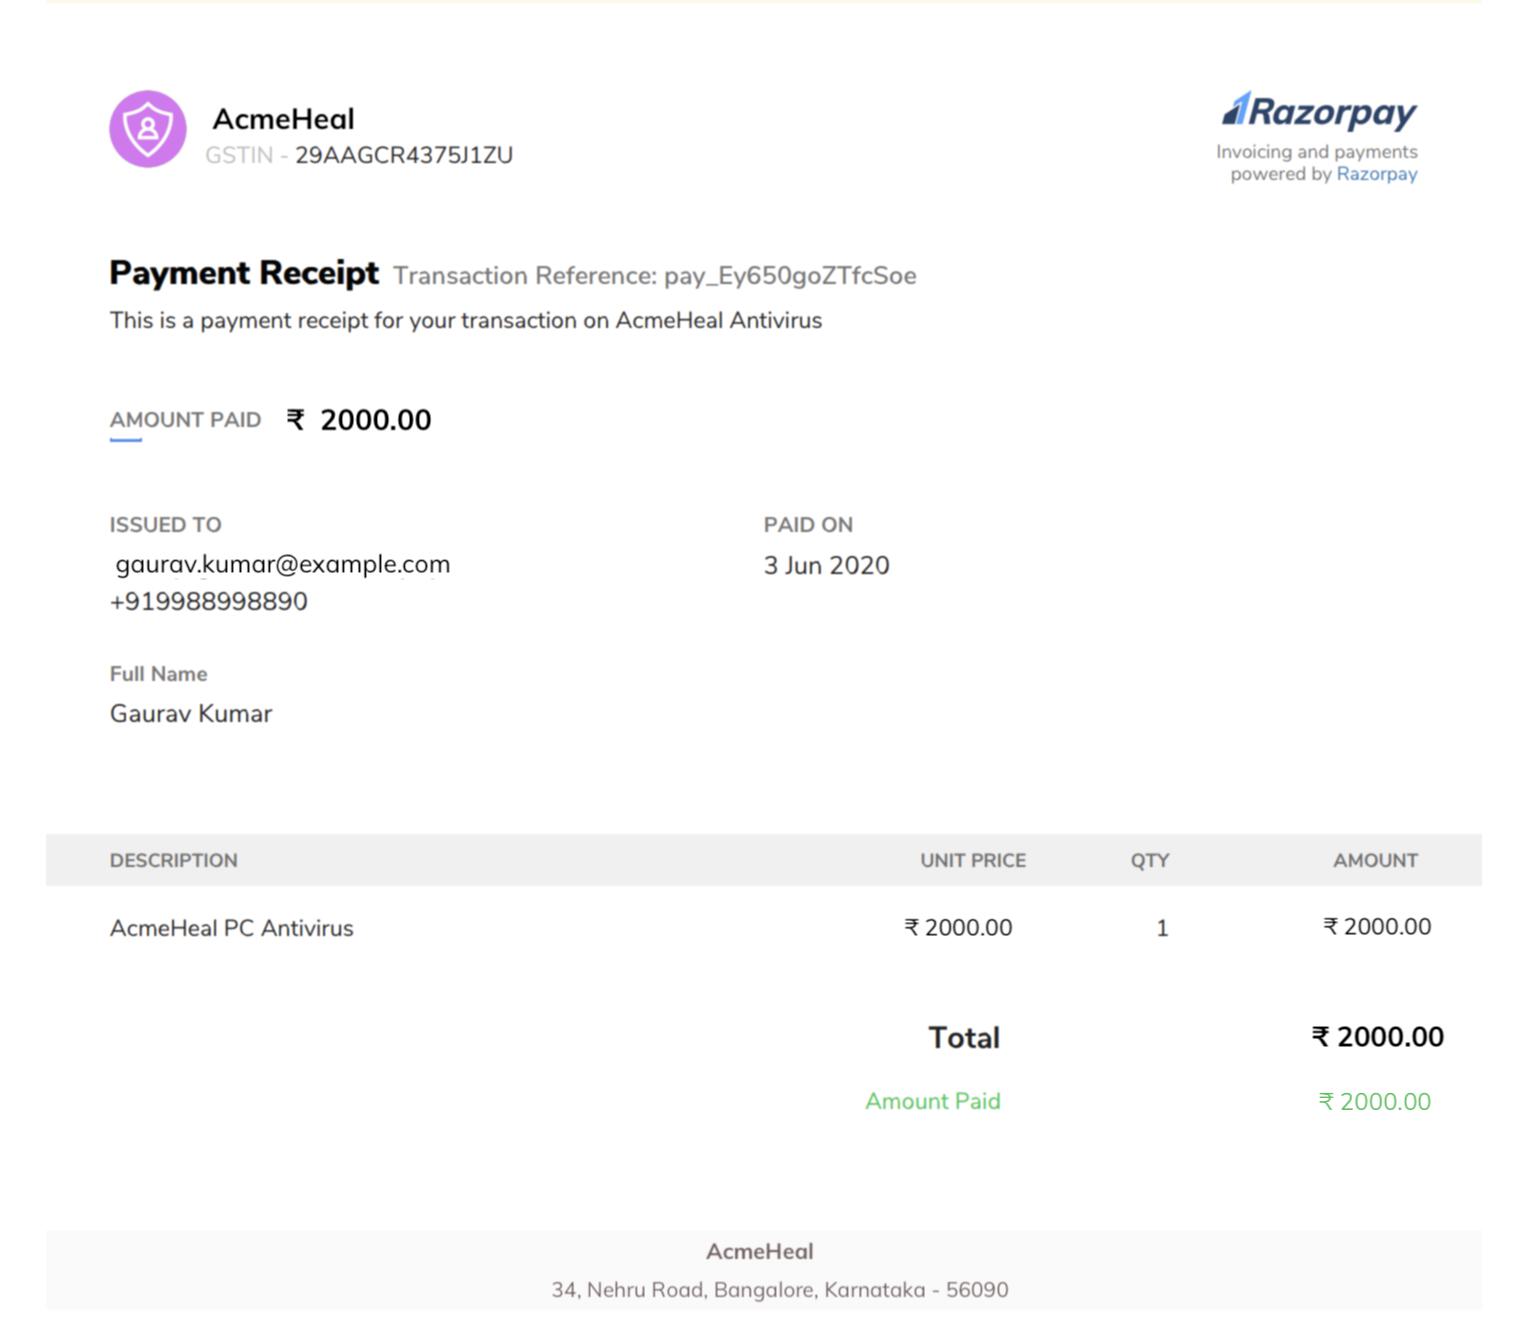 AcmeHeal
GSTIN - 29AAGCR4375J1ZU
Razorpay
Invoicing and payments
powered by Razorpay
Payment Receipt Transaction Reference: pay_Ey650goZTfcSoe
This is a payment receipt for your transaction on AcmeHeal Antivirus
AMOUNT PAID ₹ 2000.00
ISSUED TO
gaurav.kumar@example.com
+919988998890
PAID ON
3 Jun 2020
Full Name
Gaurav Kumar
DESCRIPTION UNIT PRICE QTY AMOUNT
AcmeHeal PC Antivirus ₹ 2000.00 1 ₹ 2000.00
Total ₹ 2000.00
Amount Paid ₹ 2000.00
AcmeHeal
34, Nehru Road, Bangalore, Karnataka - 56090